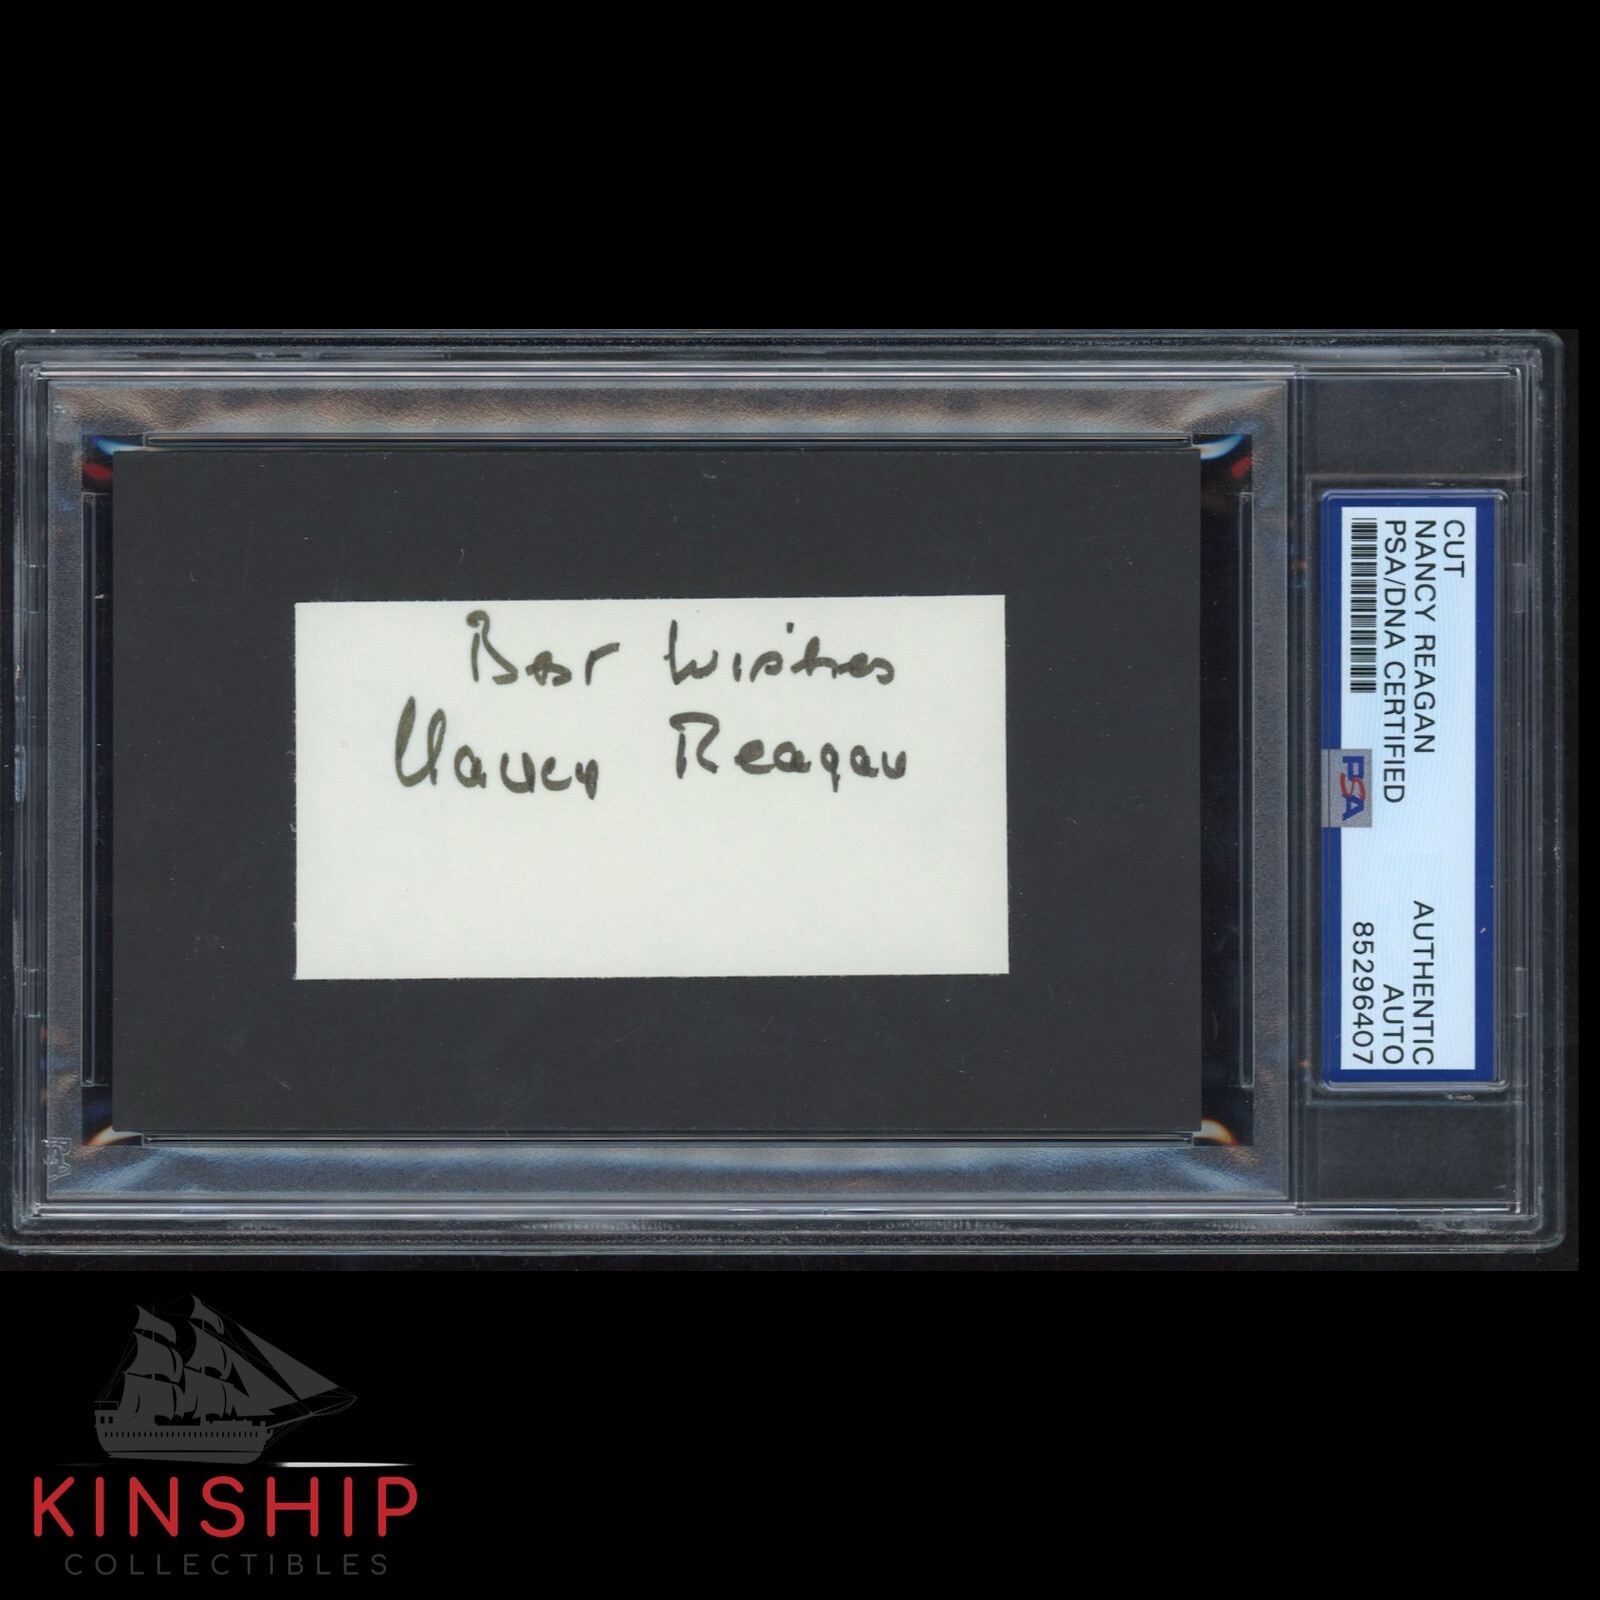 Best Wishes
Nancy Reagan
CUT
NANCY REAGAN
PSA/DNA CERTIFIED
AUTHENTIC
AUTO
85296407
PSA
KINSHIP
COLLECTIBLES